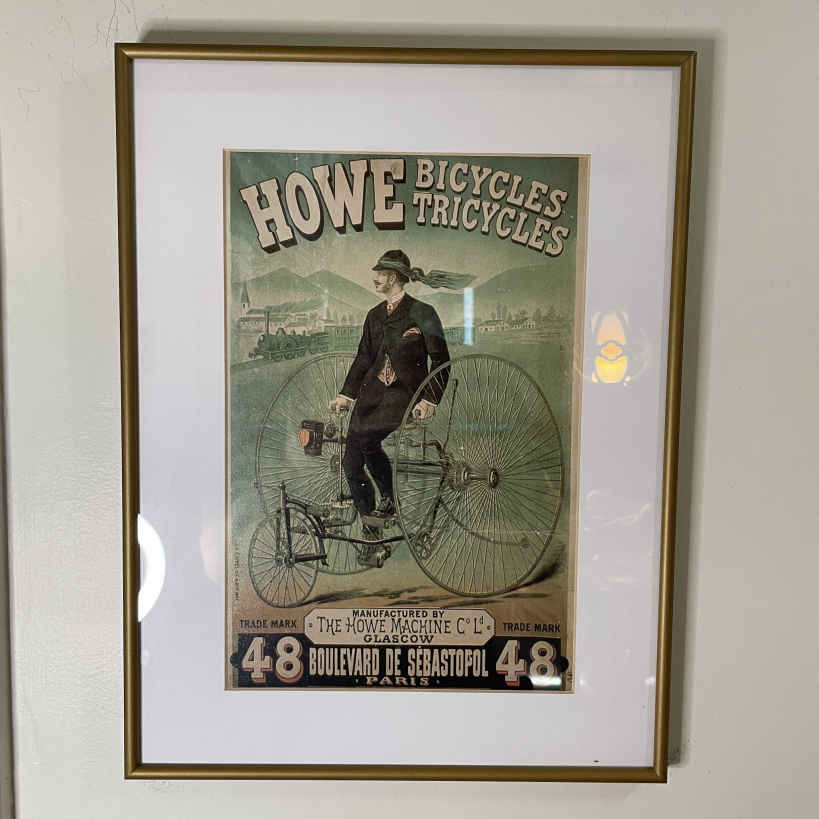 HOWE BICYCLES
TRICYCLES
MANUFACTURED BY
TRADE MARK THE HOWE MACHINE Cº Lᵈ TRADE MARK
GLASCOW
48 BOULEVARD DE SÉBASTOPOL 48
PARIS